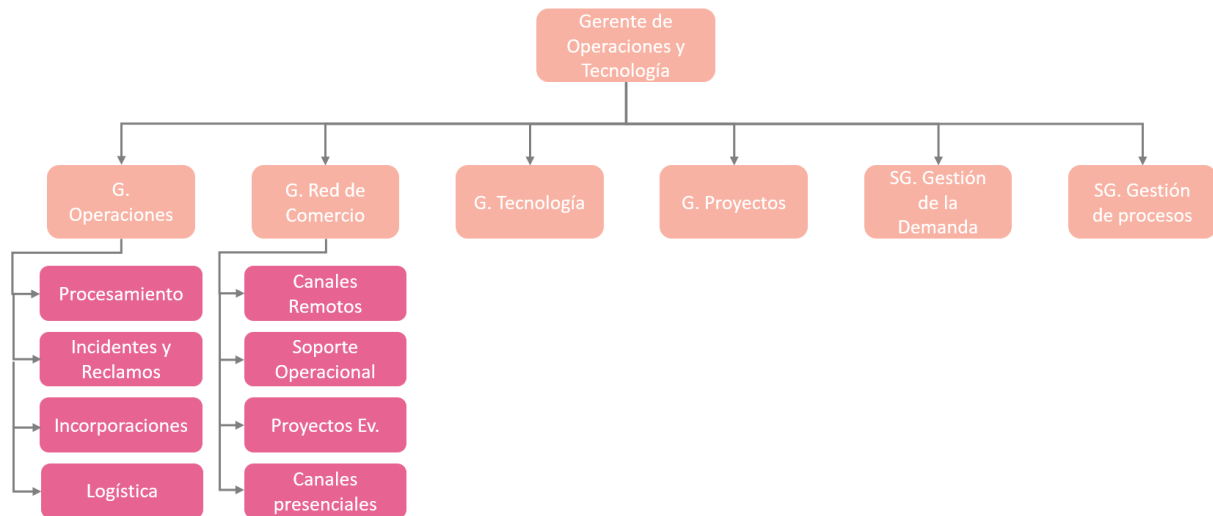 Gerente de
Operaciones y
Tecnología
G.
Operaciones
G. Red de
Comercio
G. Tecnología
G. Proyectos
SG. Gestión
de la
Demanda
SG. Gestión
de procesos
Procesamiento
Incidentes y
Reclamos
Incorporaciones
Logística
Canales
Remotos
Soporte
Operacional
Proyectos Ev.
Canales
presenciales